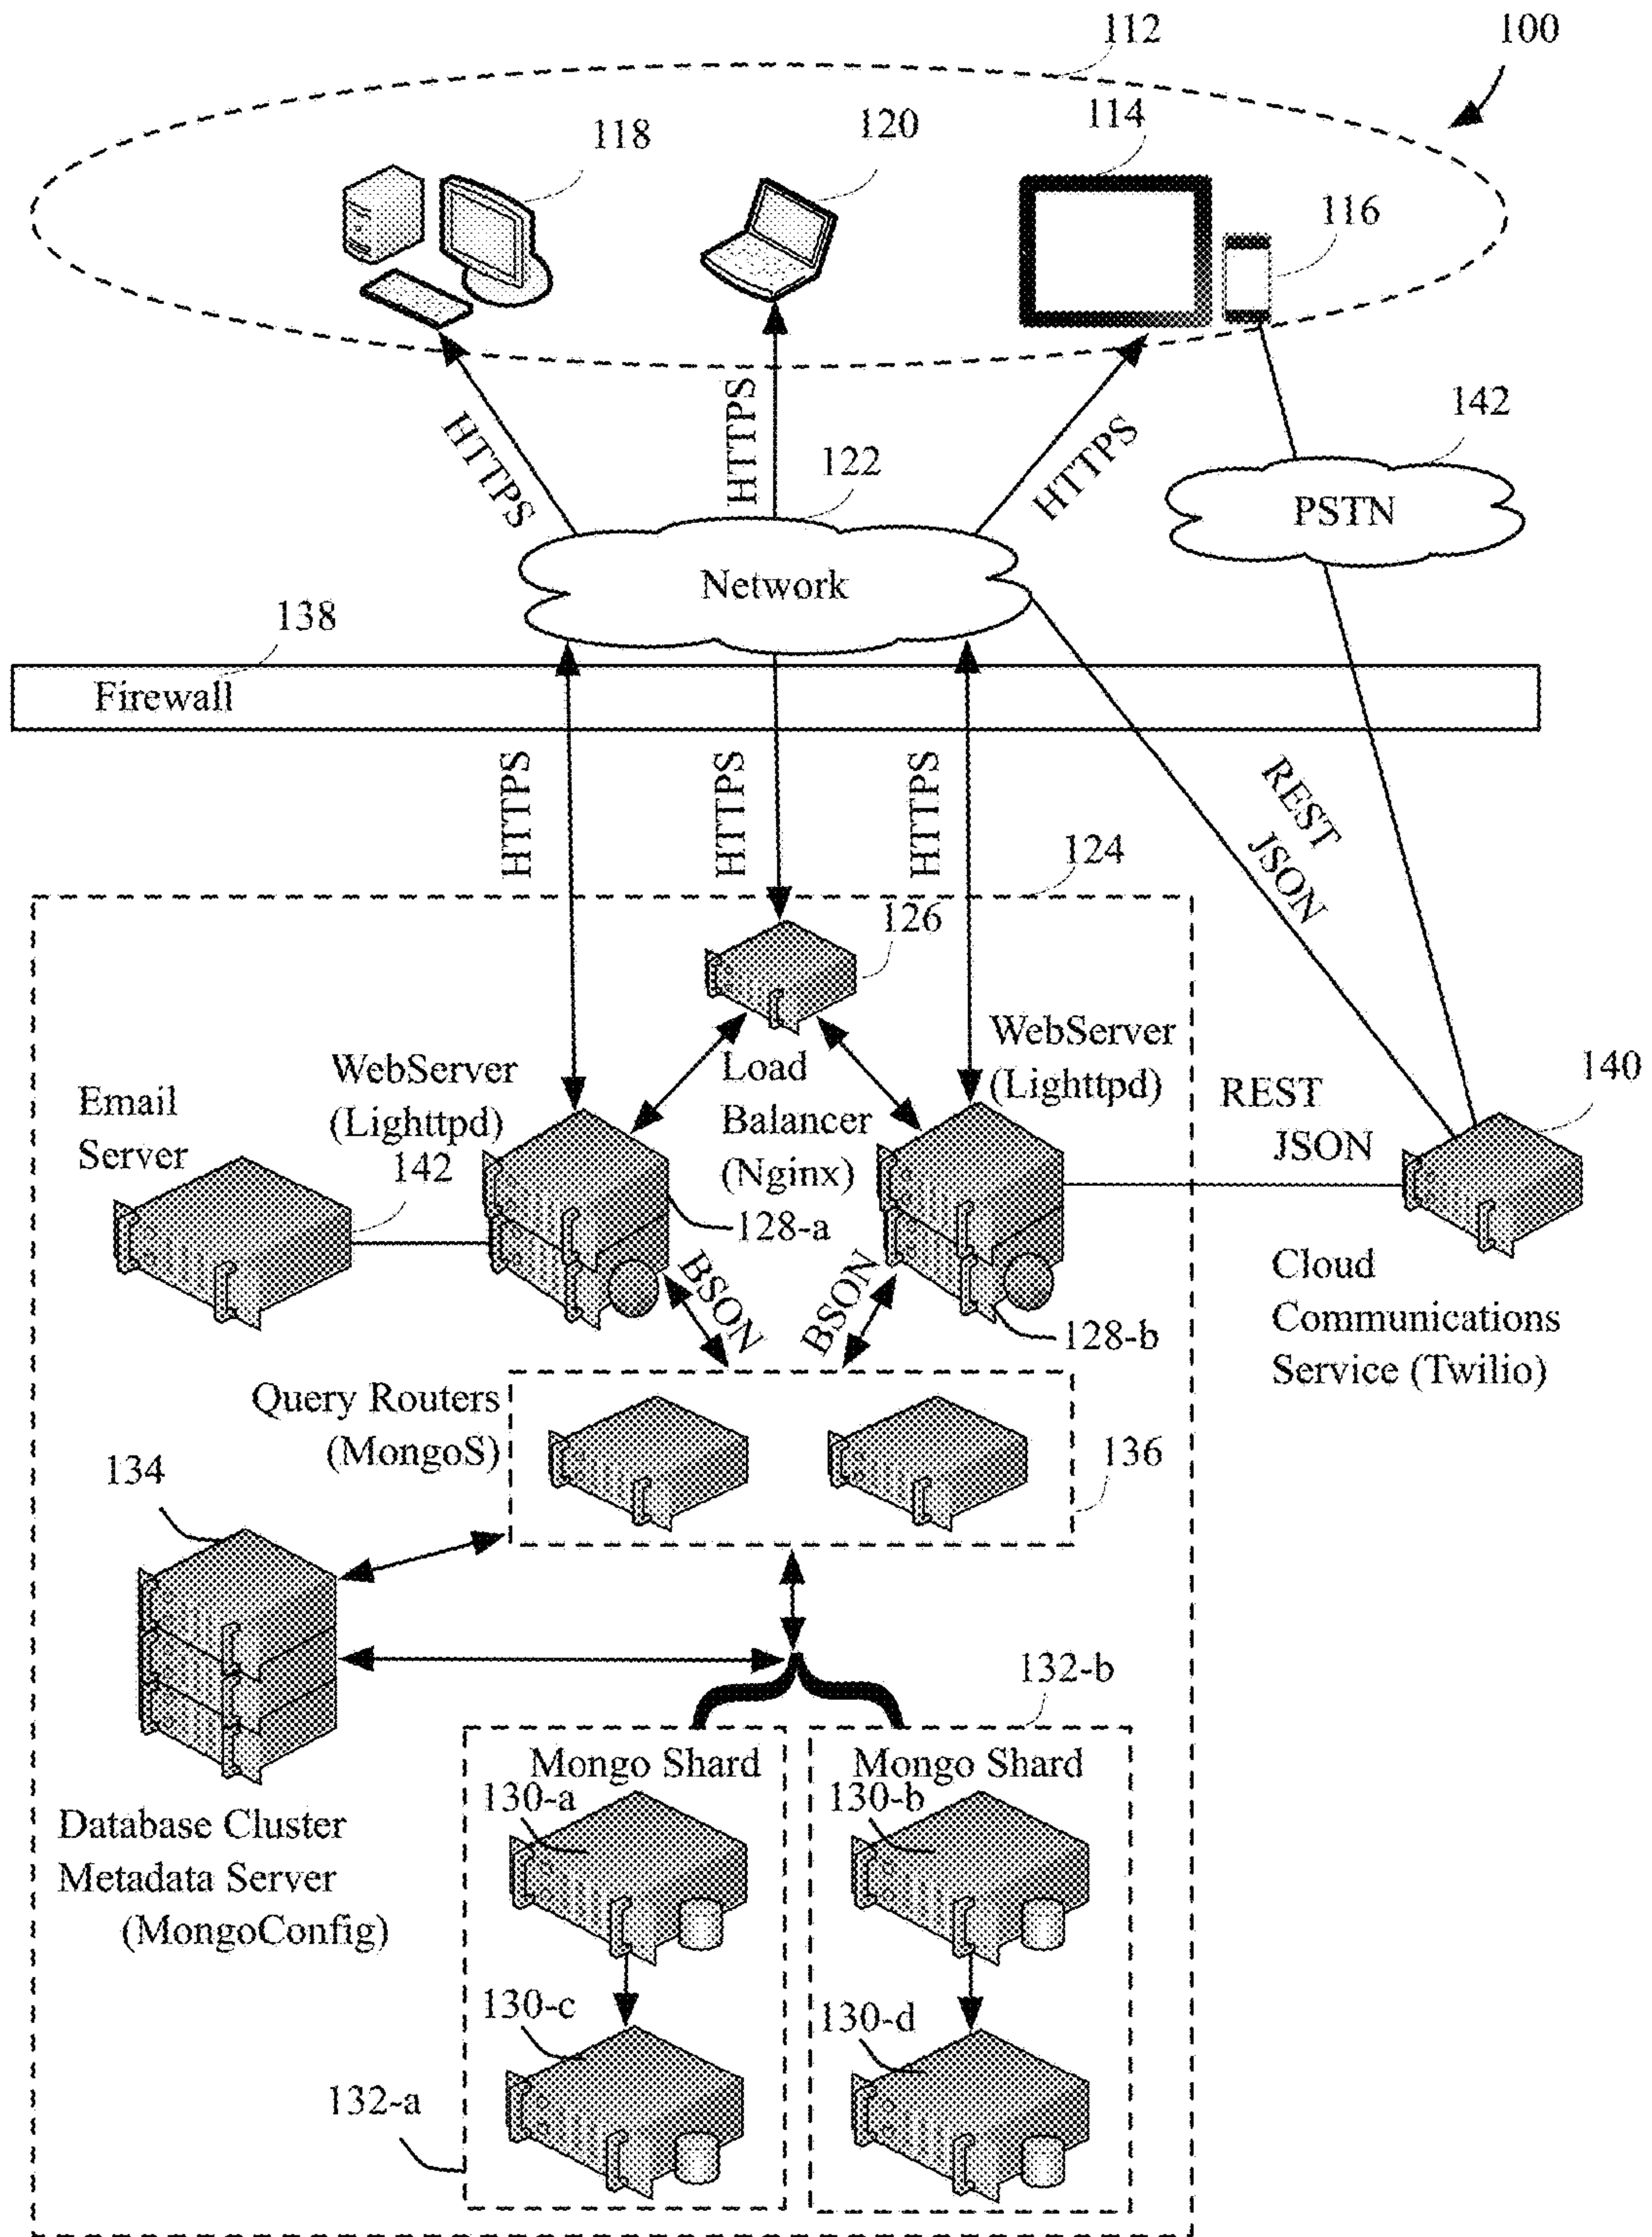 112
100
118
120
114
116
HTTPS
HTTPS
HTTPS
122
142
PSTN
Network
138
Firewall
HTTPS
HTTPS
HTTPS
REST
JSON
124
126
WebServer
(Lighttpd)
WebServer
(Lighttpd)
Load
Balancer
(Nginx)
Email
Server
142
128-a
REST
JSON
140
BSON
BSON
128-b
Cloud
Communications
Service (Twilio)
Query Routers
(MongoS)
136
134
132-b
Mongo Shard
Mongo Shard
130-a
130-b
Database Cluster
Metadata Server
(MongoConfig)
130-c
130-d
132-a